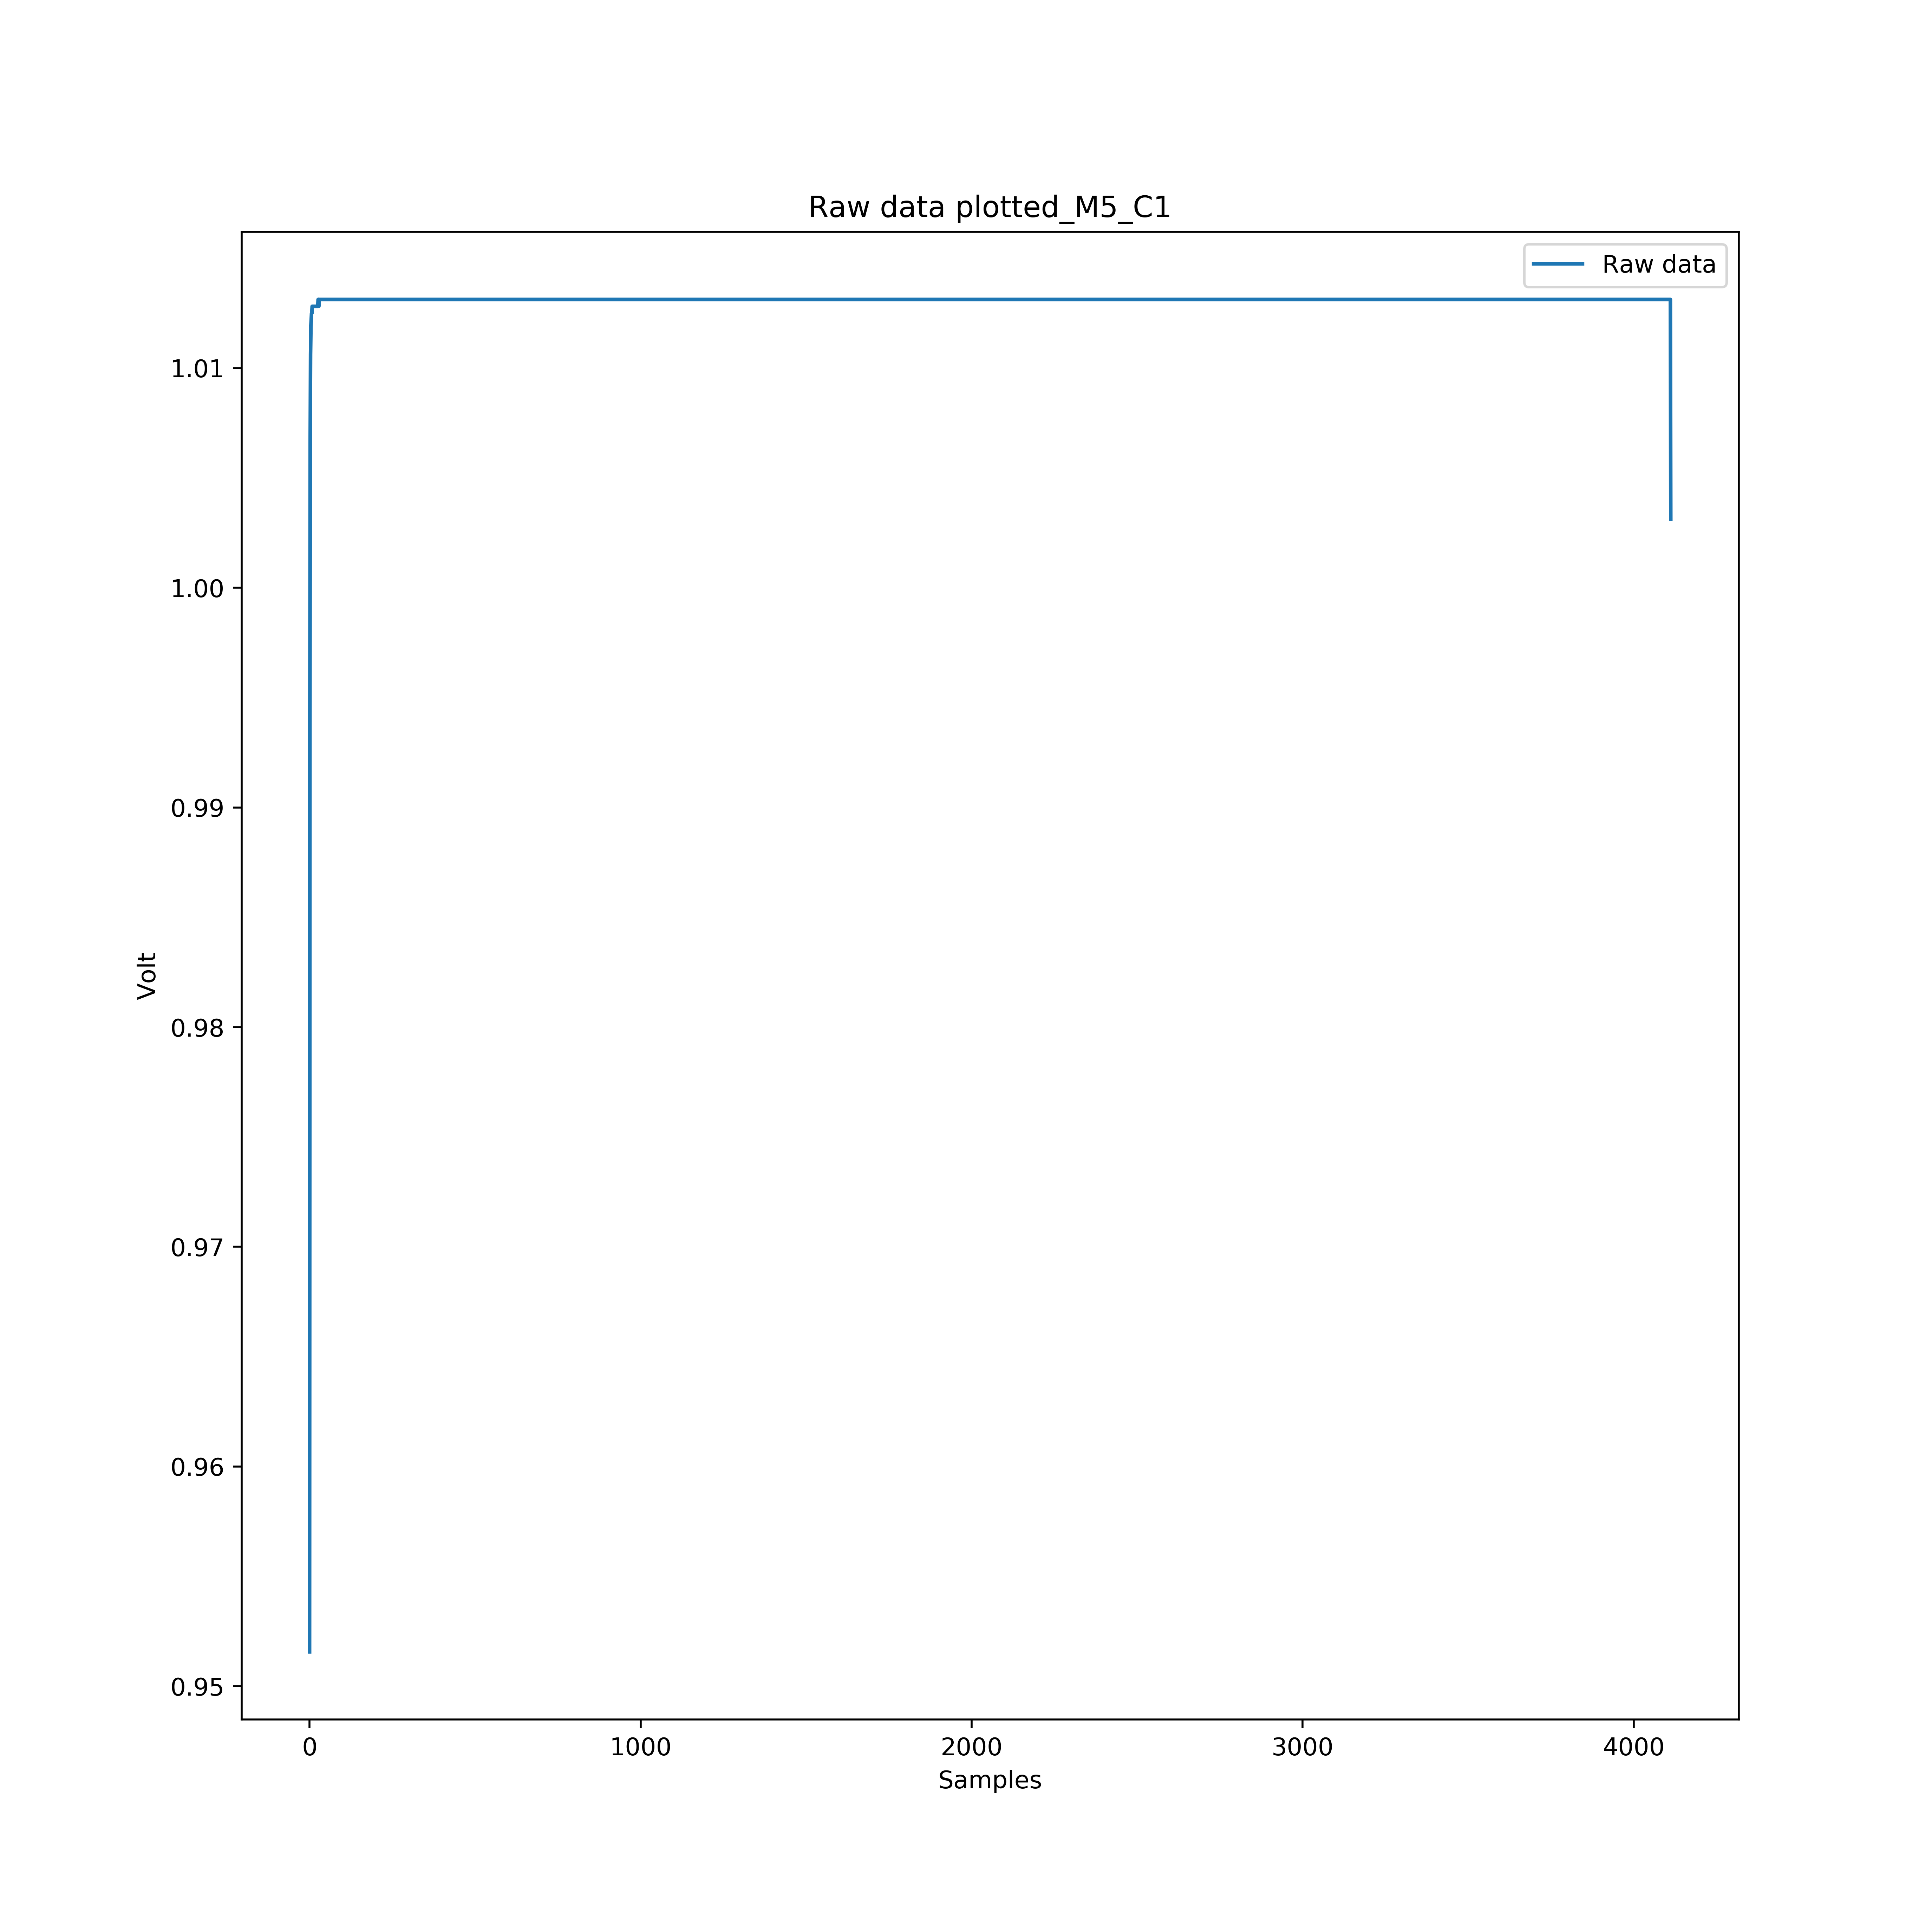 Raw data plotted_M5_C1
Raw data
1.01
1.00
0.99
0.98
0.97
0.96
0.95
Volt
0 1000 2000 3000 4000
Samples